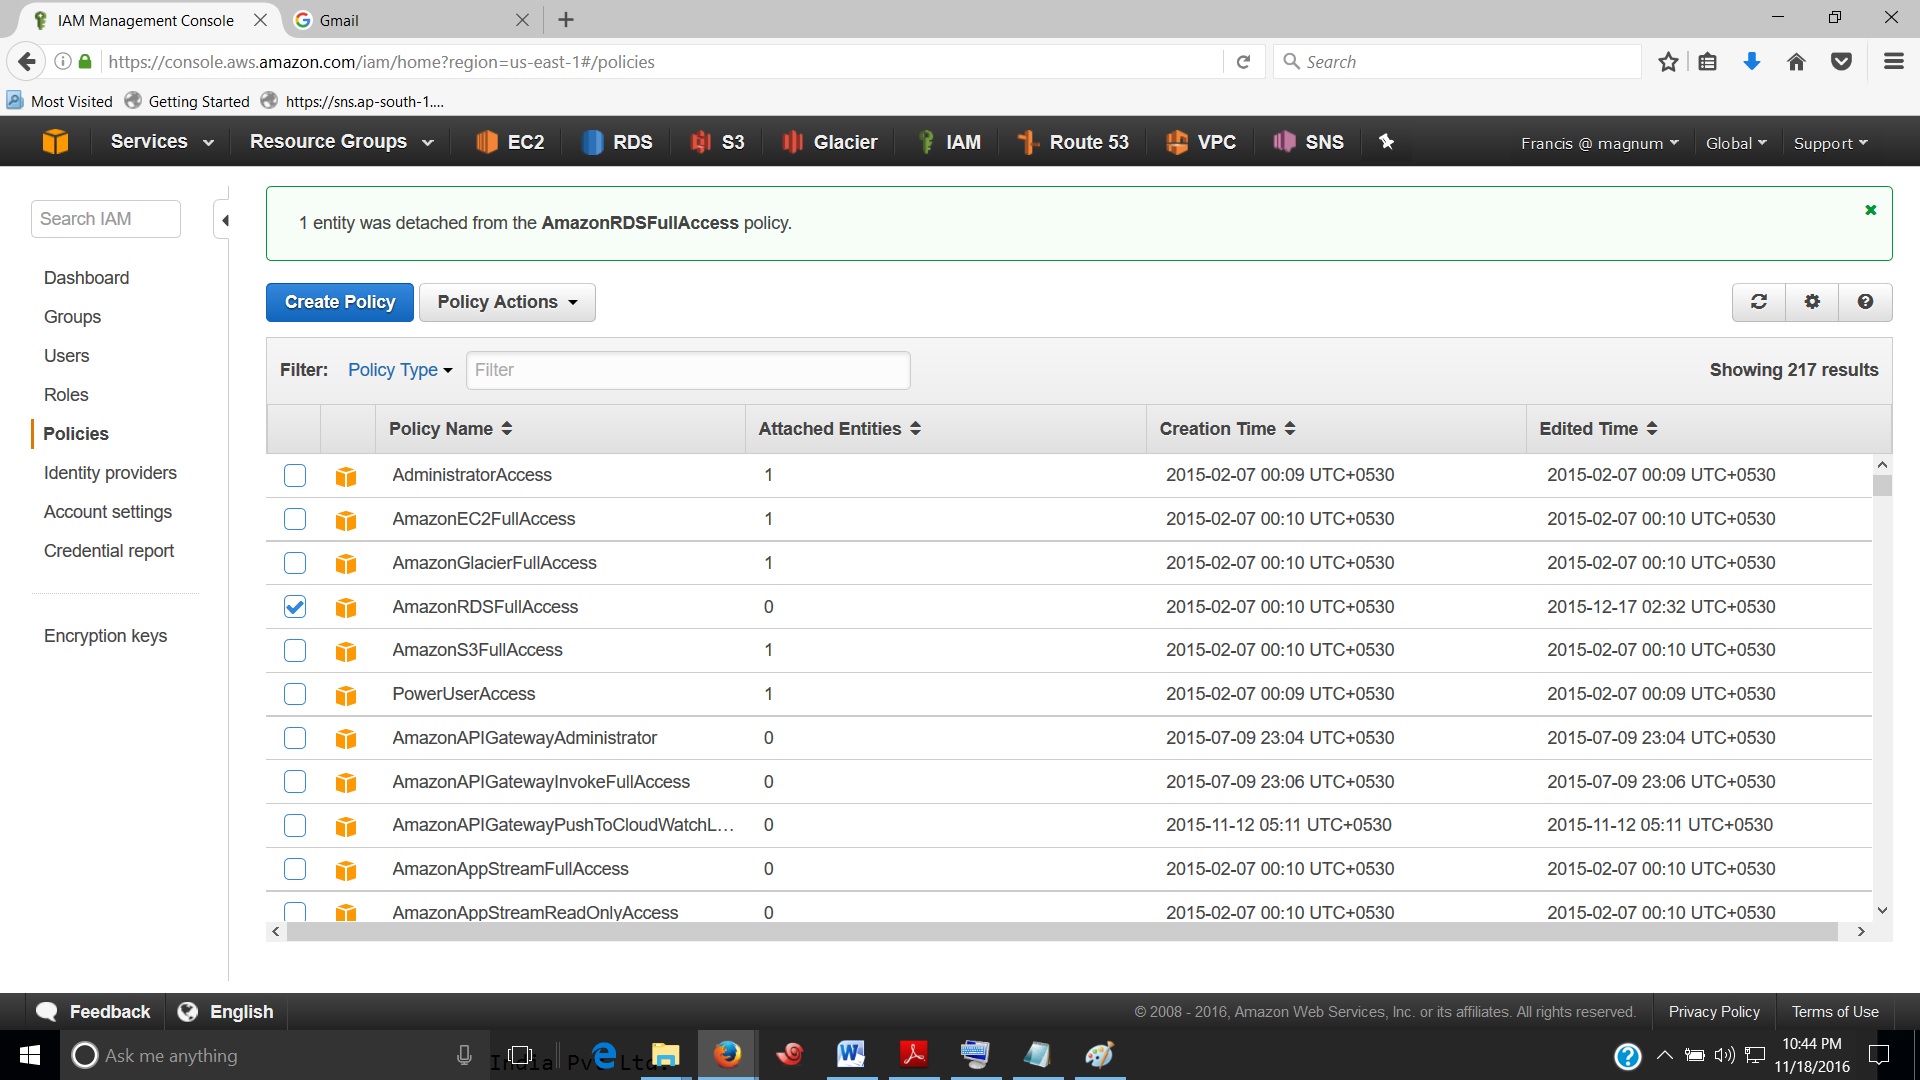 IAM Management Console
Gmail
https://console.aws.amazon.com/iam/home?region=us-east-1#/policies
Search
Most Visited Getting Started https://sns.ap-south-1....
Services Resource Groups EC2 RDS S3 Glacier IAM Route 53 VPC SNS Francis @ magnum Global Support
Search IAM
Dashboard
Groups
Users
Roles
Policies
Identity providers
Account settings
Credential report
Encryption keys
1 entity was detached from the AmazonRDSFullAccess policy.
Create Policy Policy Actions
Filter: Policy Type Filter Showing 217 results
Policy Name Attached Entities Creation Time Edited Time
AdministratorAccess 1 2015-02-07 00:09 UTC+0530 2015-02-07 00:09 UTC+0530
AmazonEC2FullAccess 1 2015-02-07 00:10 UTC+0530 2015-02-07 00:10 UTC+0530
AmazonGlacierFullAccess 1 2015-02-07 00:10 UTC+0530 2015-02-07 00:10 UTC+0530
AmazonRDSFullAccess 0 2015-02-07 00:10 UTC+0530 2015-12-17 02:32 UTC+0530
AmazonS3FullAccess 1 2015-02-07 00:10 UTC+0530 2015-02-07 00:10 UTC+0530
PowerUserAccess 1 2015-02-07 00:09 UTC+0530 2015-02-07 00:09 UTC+0530
AmazonAPIGatewayAdministrator 0 2015-07-09 23:04 UTC+0530 2015-07-09 23:04 UTC+0530
AmazonAPIGatewayInvokeFullAccess 0 2015-07-09 23:06 UTC+0530 2015-07-09 23:06 UTC+0530
AmazonAPIGatewayPushToCloudWatchL... 0 2015-11-12 05:11 UTC+0530 2015-11-12 05:11 UTC+0530
AmazonAppStreamFullAccess 0 2015-02-07 00:10 UTC+0530 2015-02-07 00:10 UTC+0530
AmazonAppStreamReadOnlyAccess 0 2015-02-07 00:10 UTC+0530 2015-02-07 00:10 UTC+0530
Feedback English © 2008 - 2016, Amazon Web Services, Inc. or its affiliates. All rights reserved. Privacy Policy Terms of Use
Ask me anything
10:44 PM
11/18/2016